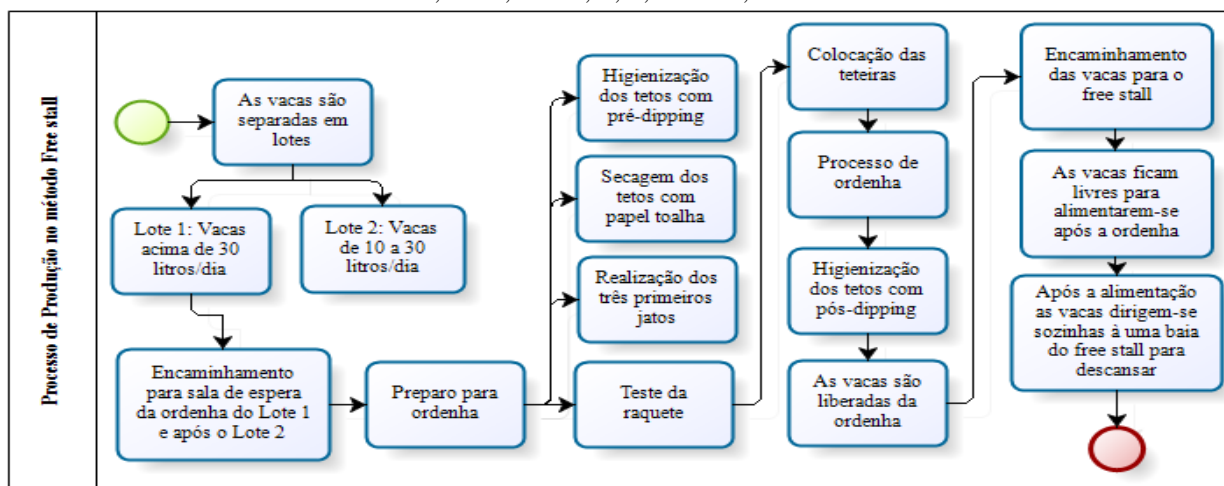 Processo de Produção no método Free stall
As vacas são
separadas em
lotes
Lote 1: Vacas
acima de 30
litros/dia
Lote 2: Vacas
de 10 a 30
litros/dia
Encaminhamento
para sala de espera
da ordenha do Lote 1
e após o Lote 2
Preparo para
ordenha
Higienização
dos tetos com
pré-dipping
Secagem dos
tetos com
papel toalha
Realização dos
três primeiros
jatos
Teste da
raquete
Colocação das
teteiras
Processo de
ordenha
Higienização
dos tetos com
pós-dipping
As vacas são
liberadas da
ordenha
Encaminhamento
das vacas para o
free stall
As vacas ficam
livres para
alimentarem-se
após a ordenha
Após a alimentação
as vacas dirigem-se
sozinhas à uma baia
do free stall para
descansar